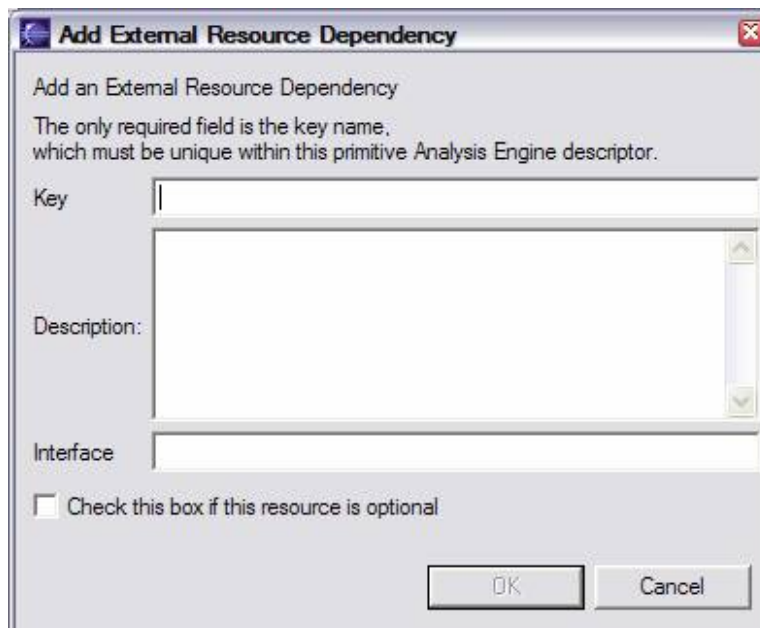 Add External Resource Dependency
Add an External Resource Dependency
The only required field is the key name,
which must be unique within this primitive Analysis Engine descriptor.
Key
Description:
Interface
Check this box if this resource is optional
OK
Cancel